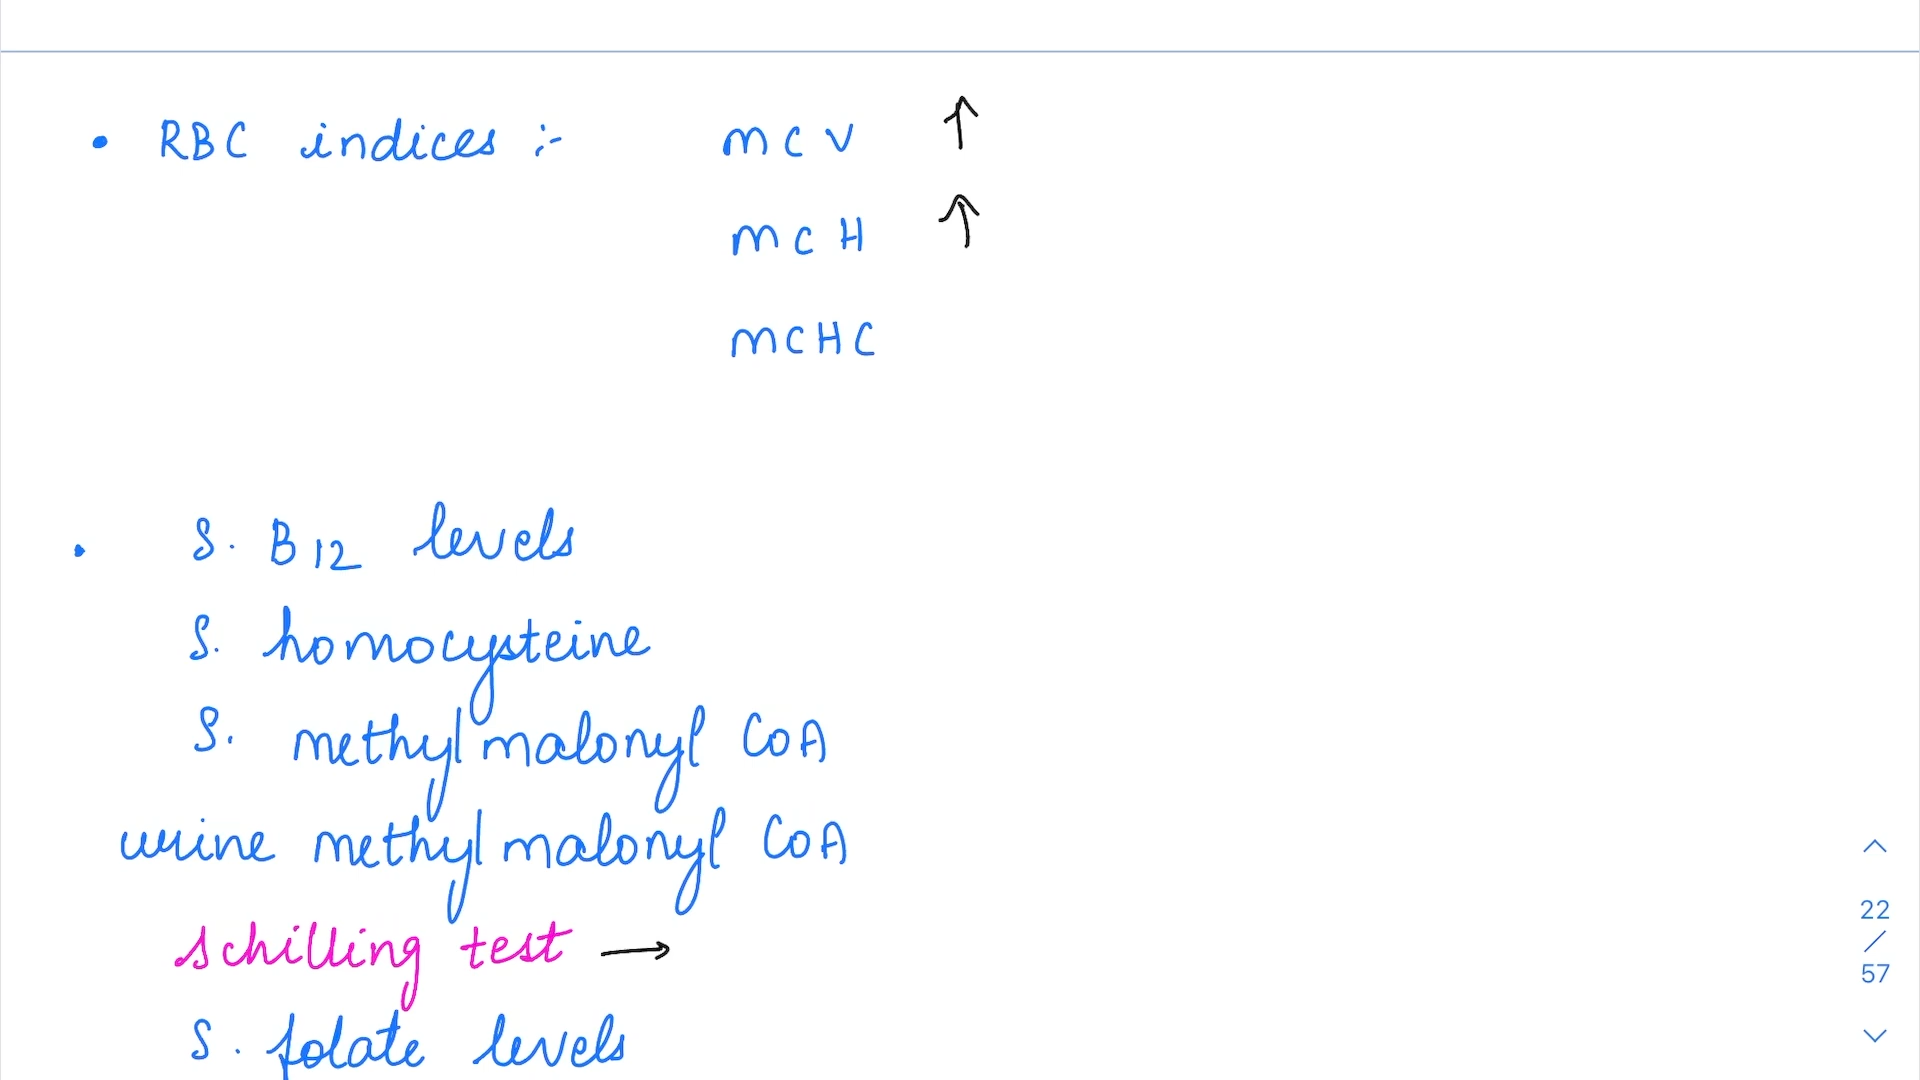 • RBC indices :- MCV ↑
MCH ↑
MCHC
• S. B12 levels
S. homocysteine
S. methylmalonyl CoA
urine methylmalonyl CoA
schilling test →
S. folate levels
22
/
57